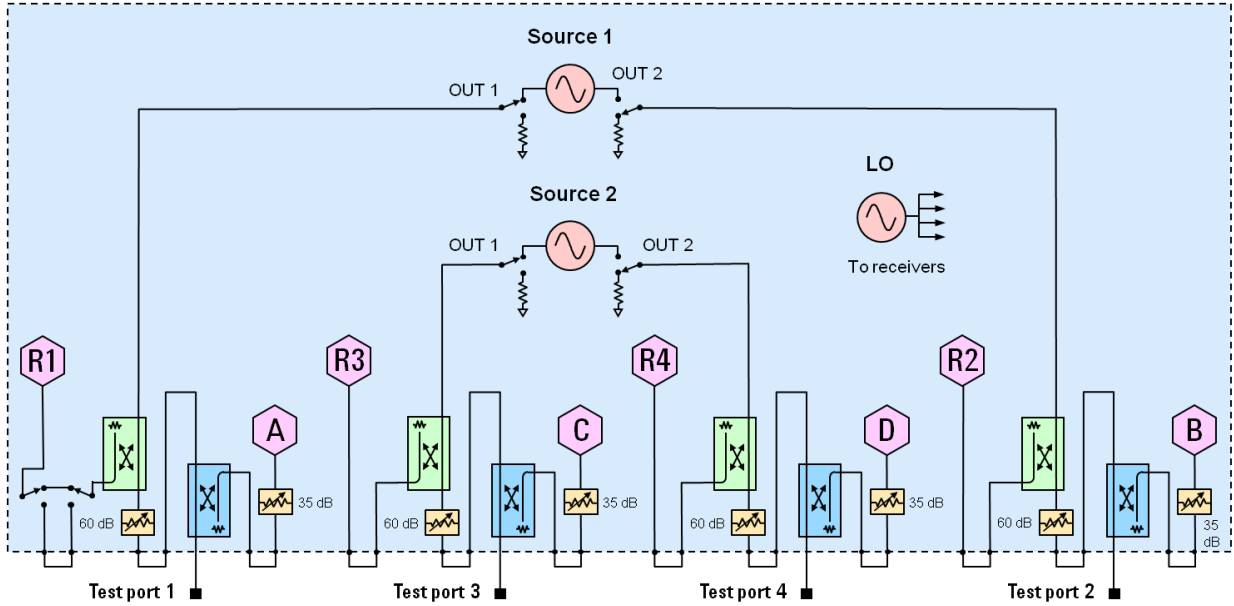 Source 1
OUT 1
OUT 2
LO
Source 2
OUT 1
OUT 2
To receivers
R1
R3
R4
R2
A
C
D
B
35 dB
35 dB
35 dB
35
dB
60 dB
60 dB
60 dB
60 dB
Test port 1
Test port 3
Test port 4
Test port 2